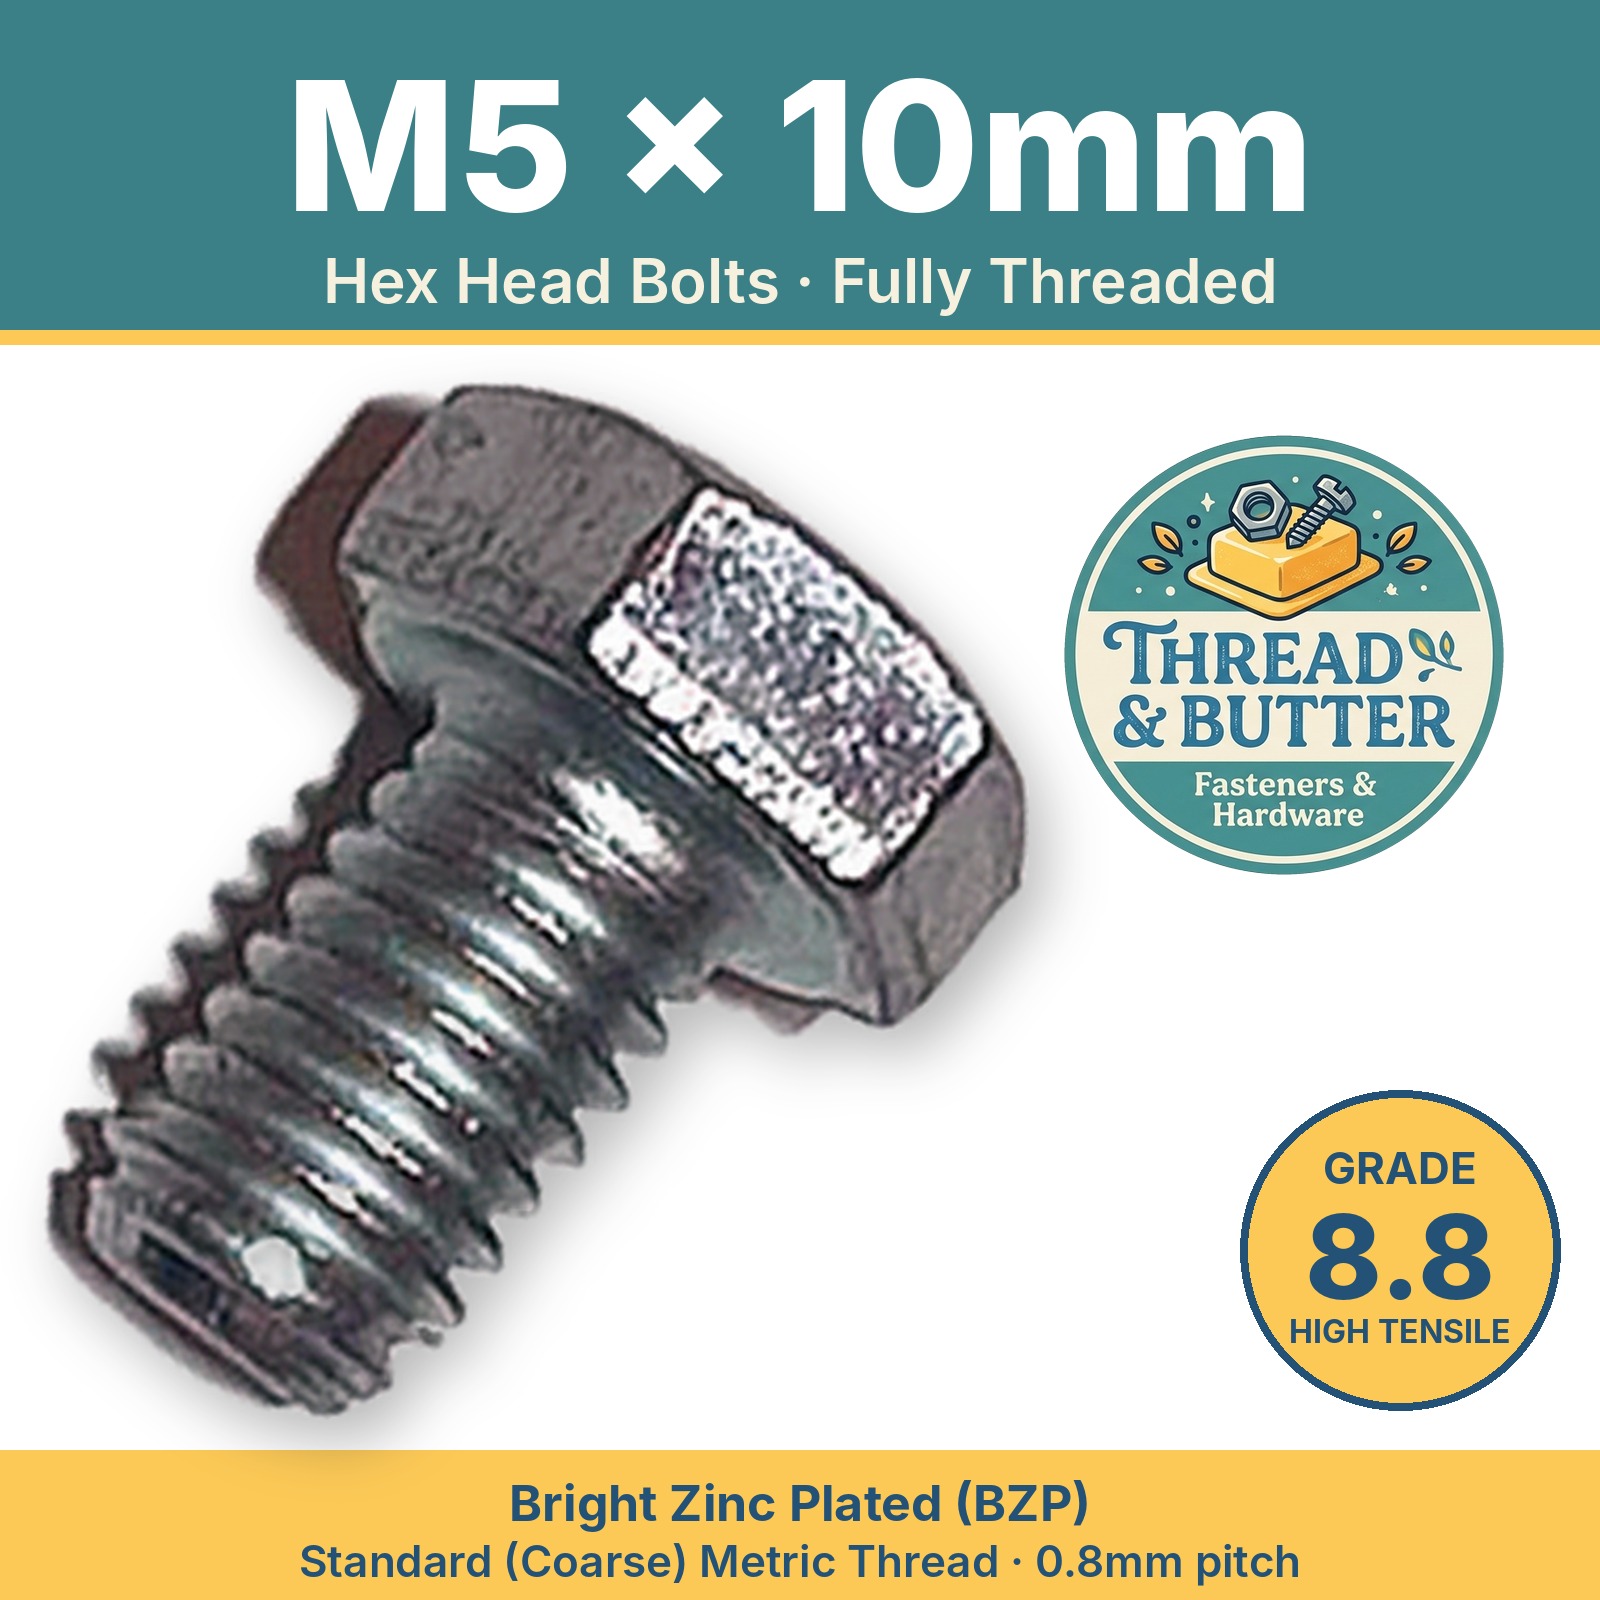 M5 × 10mm
Hex Head Bolts · Fully Threaded
THREAD
& BUTTER
Fasteners &
Hardware
GRADE
8.8
HIGH TENSILE
Bright Zinc Plated (BZP)
Standard (Coarse) Metric Thread · 0.8mm pitch